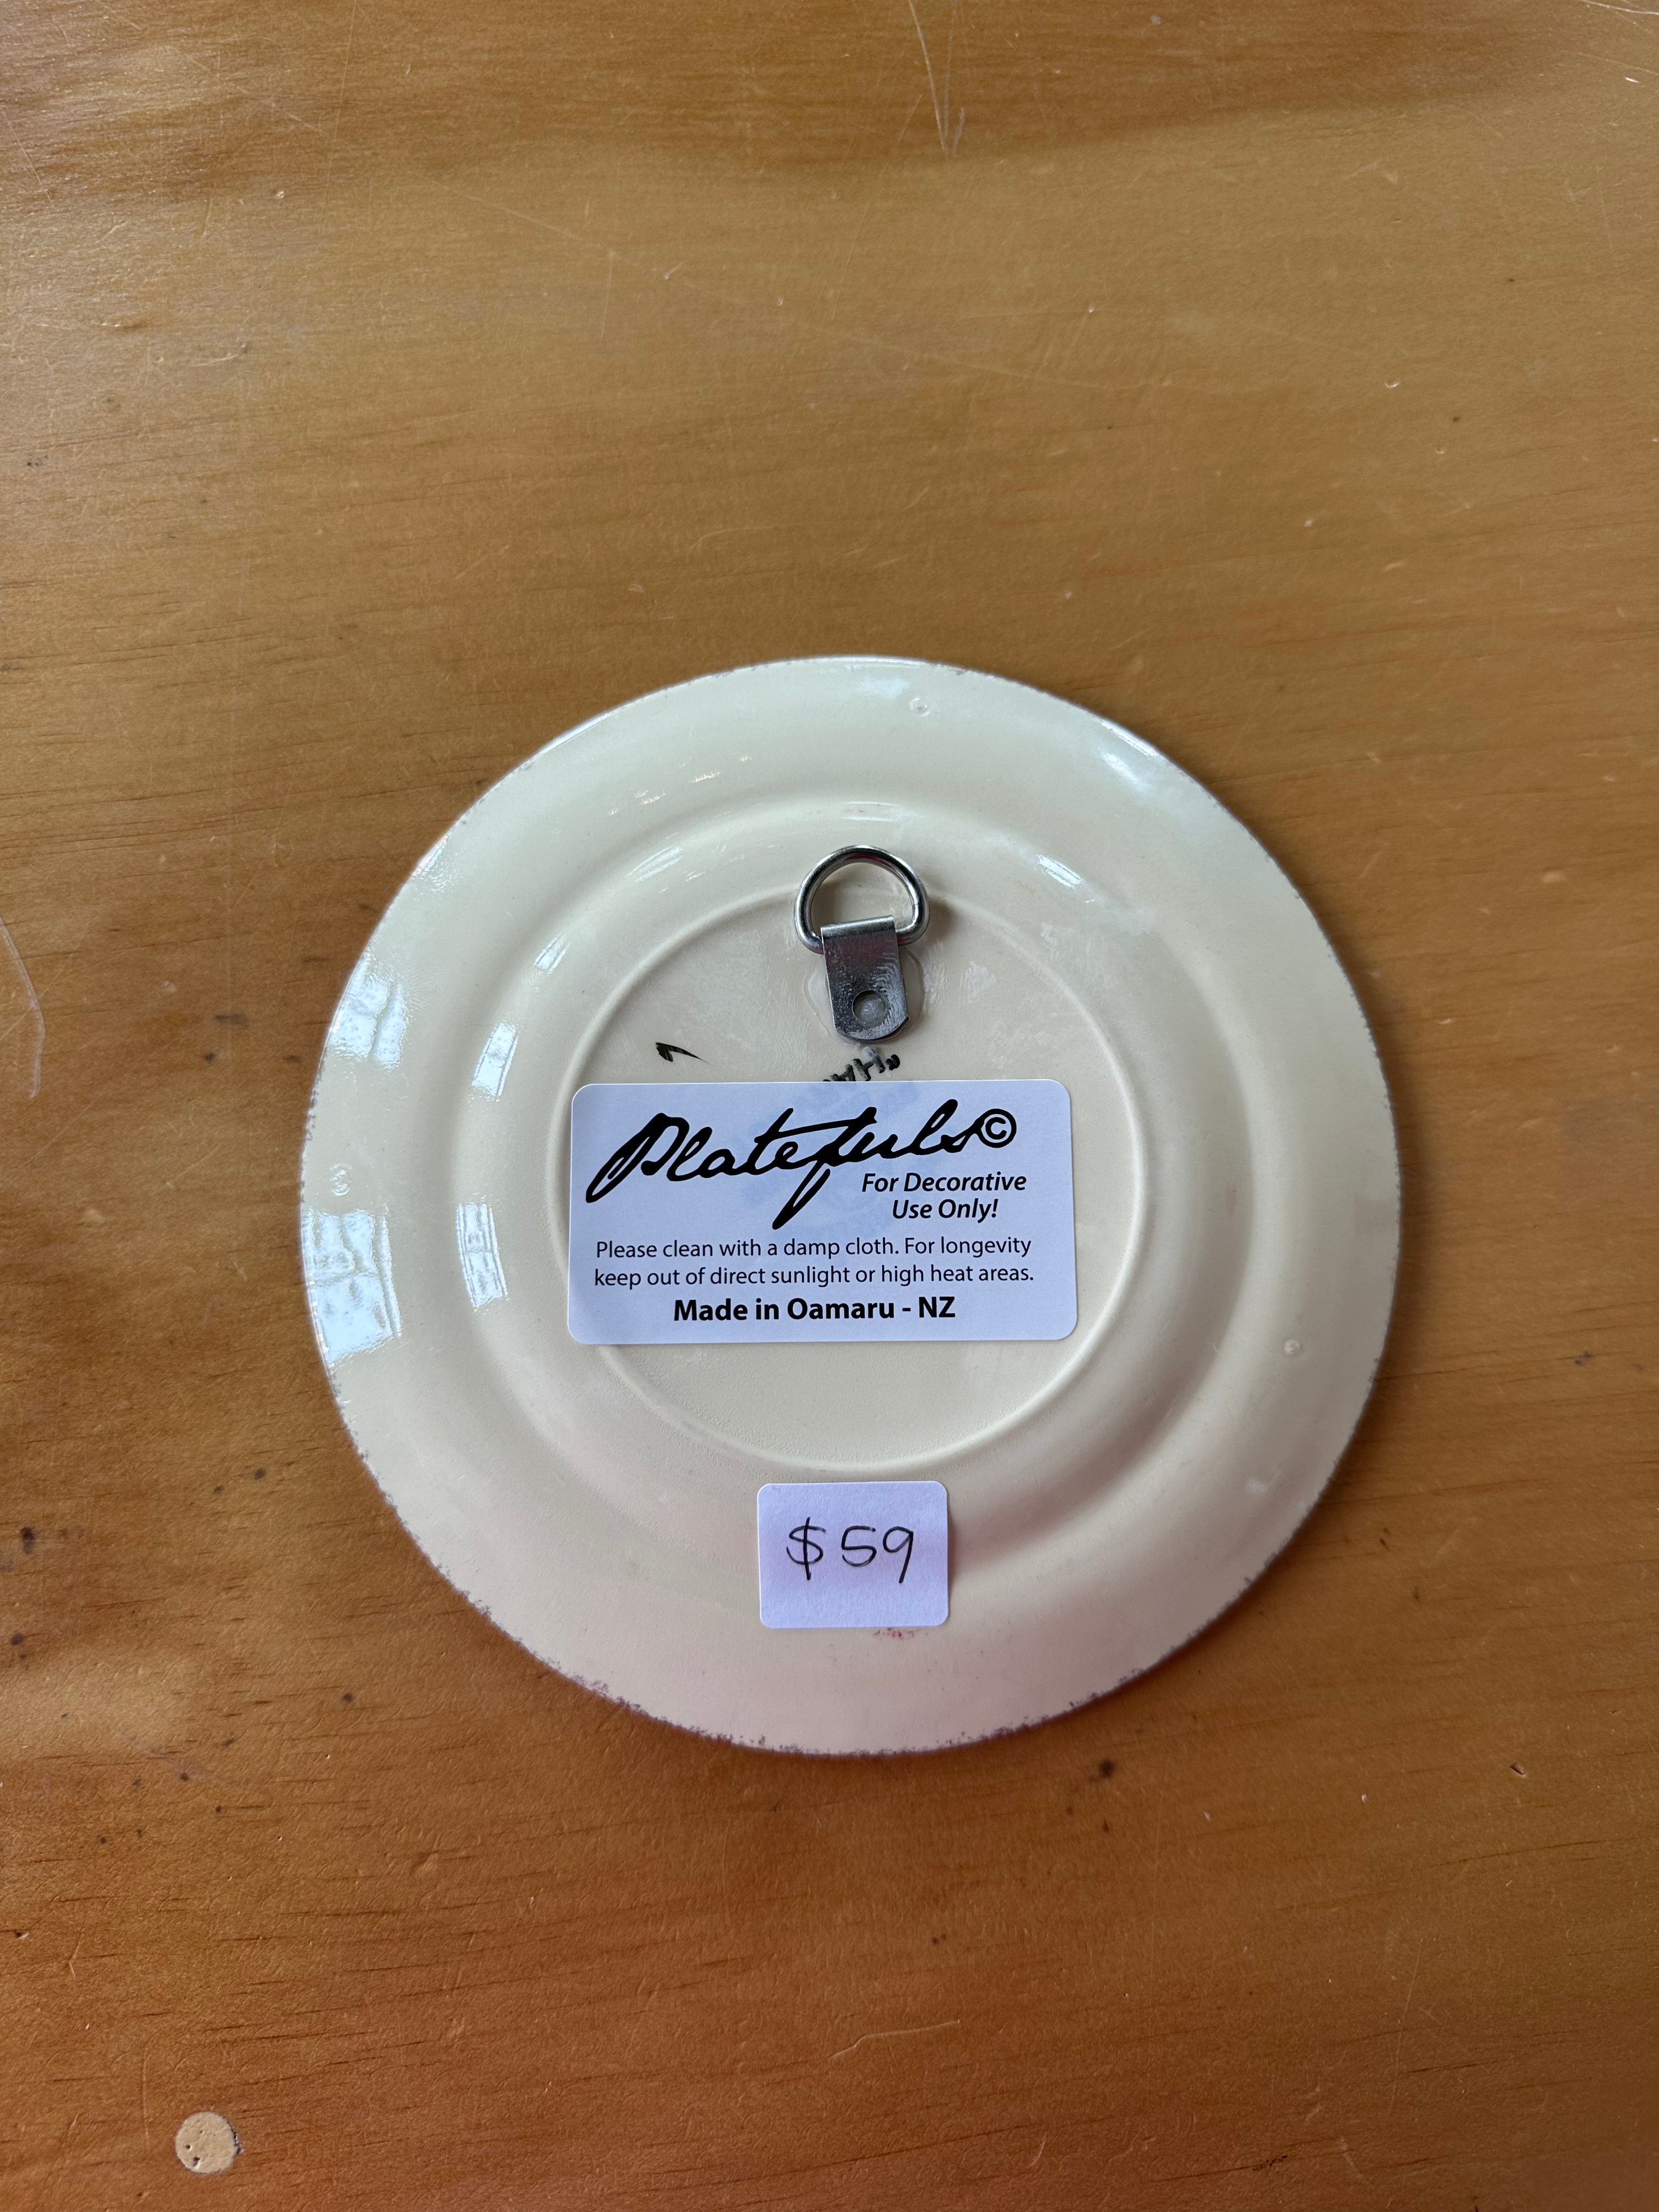 Platefuls©
For Decorative
Use Only!
Please clean with a damp cloth. For longevity
keep out of direct sunlight or high heat areas.
Made in Oamaru - NZ
$59